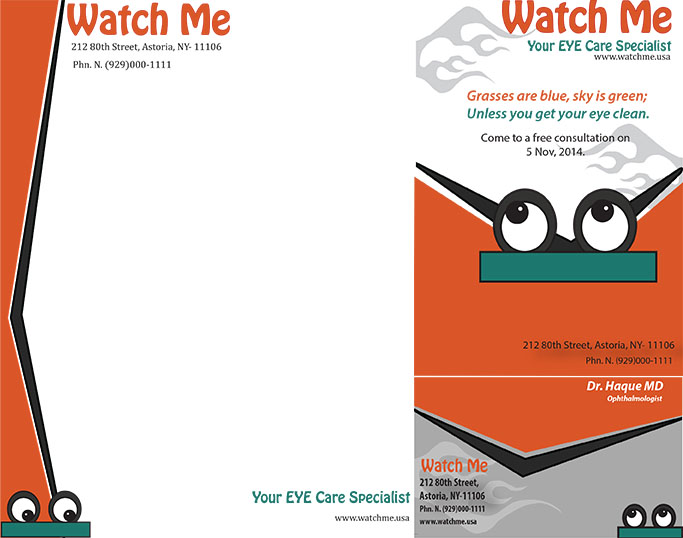 Watch Me
212 80th Street, Astoria, NY- 11106
Phn. N. (929)000-1111
Your EYE Care Specialist
www.watchme.usa
Watch Me
Your EYE Care Specialist
www.watchme.usa
Grasses are blue, sky is green;
Unless you get your eye clean.
Come to a free consultation on
5 Nov, 2014.
212 80th Street, Astoria, NY- 11106
Phn. N. (929)000-1111
Dr. Haque MD
Ophthalmologist
Watch Me
212 80th Street,
Astoria, NY-11106
Phn. N. (929)000-1111
www.watchme.usa